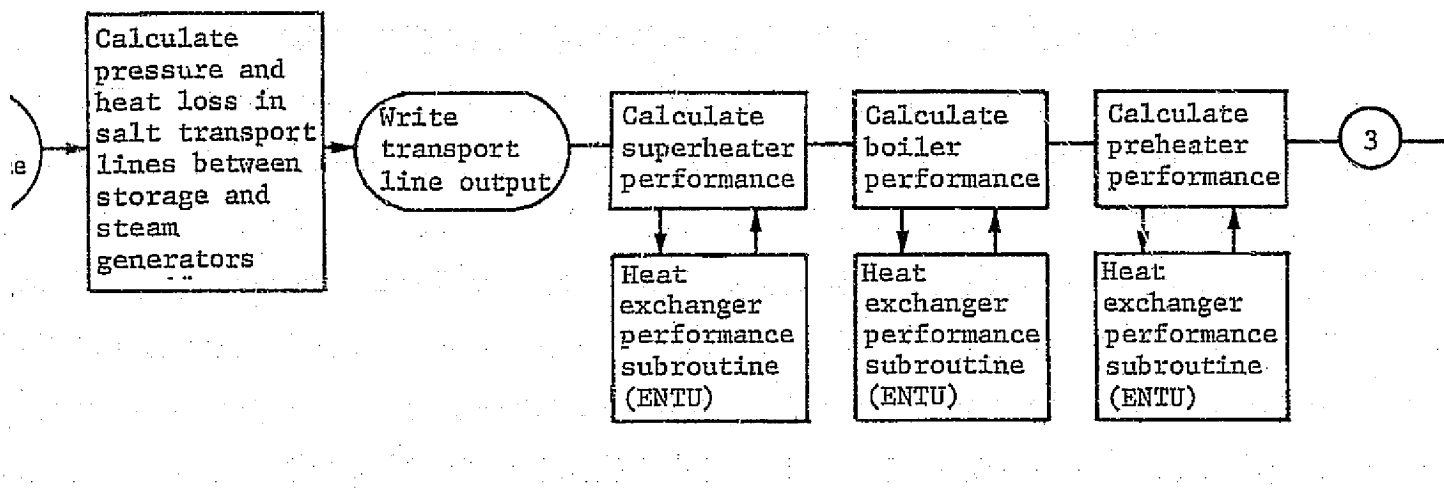 Calculate
pressure and
heat loss in
salt transport
lines between
storage and
steam
generators
Write
transport
line output
Calculate
superheater
performance
Calculate
boiler
performance
Calculate
preheater
performance
3
Heat
exchanger
performance
subroutine
(ENTU)
Heat
exchanger
performance
subroutine
(ENTU)
Heat
exchanger
performance
subroutine
(ENTU)